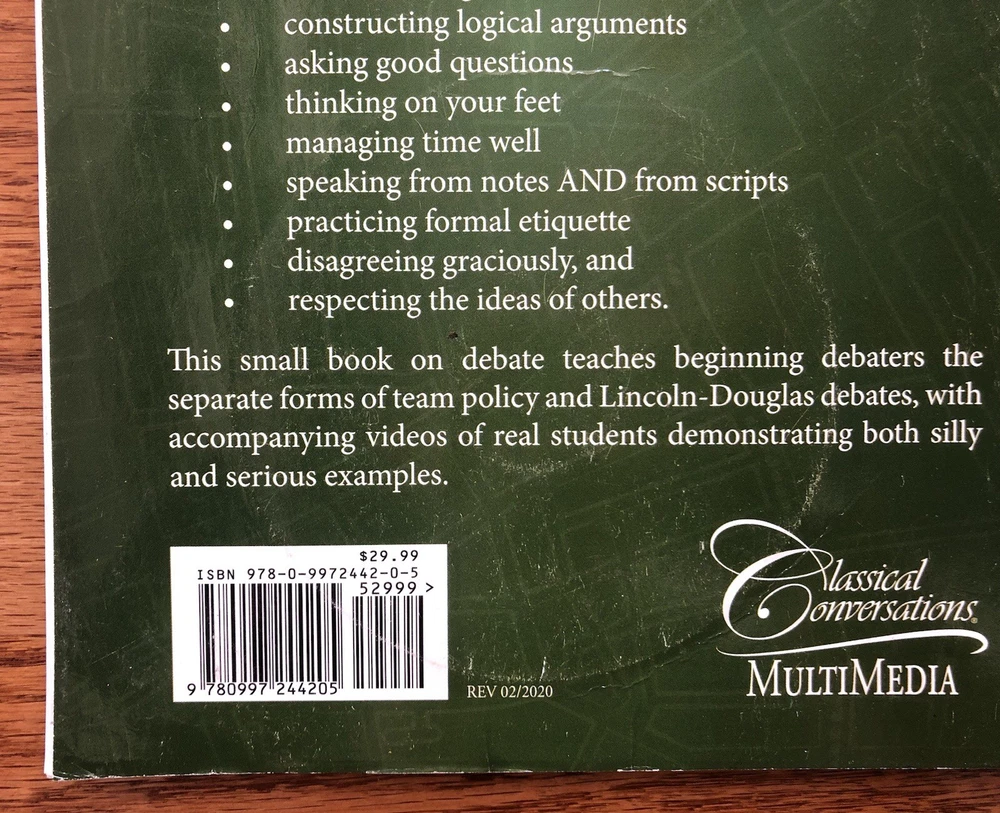 • constructing logical arguments
• asking good questions
• thinking on your feet
• managing time well
• speaking from notes AND from scripts
• practicing formal etiquette
• disagreeing graciously, and
• respecting the ideas of others.
This small book on debate teaches beginning debaters the
separate forms of team policy and Lincoln-Douglas debates, with
accompanying videos of real students demonstrating both silly
and serious examples.
$29.99
ISBN 978-0-9972442-0-5
52999 >
9 780997 244205
REV 02/2020
Classical
Conversations®
MULTIMEDIA